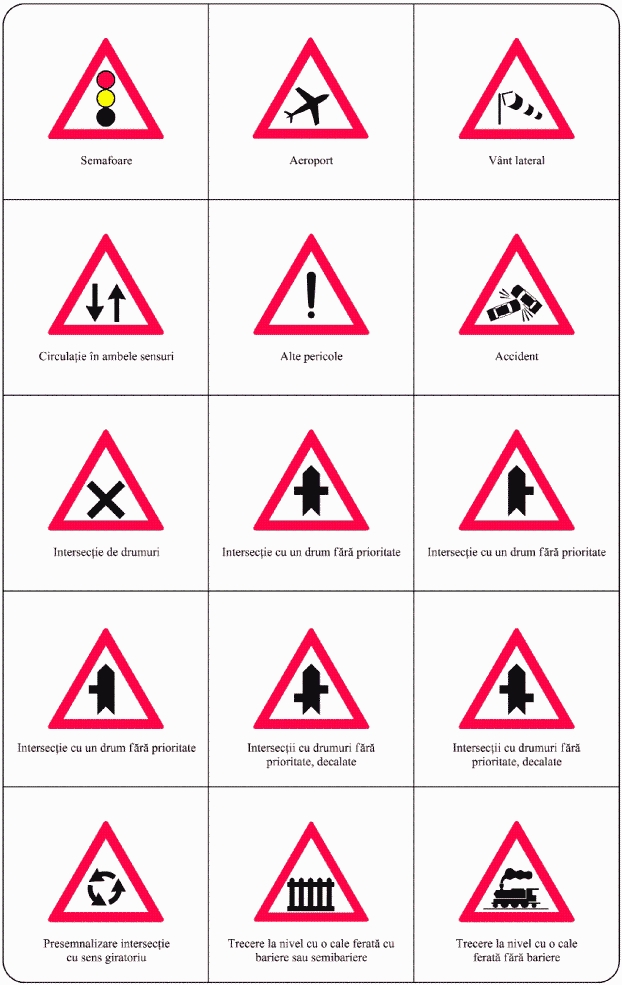 Semafoare
Aeroport
Vânt lateral
Circulație în ambele sensuri
Alte pericole
Accident
Intersecție de drumuri
Intersecție cu un drum fără prioritate
Intersecție cu un drum fără prioritate
Intersecție cu un drum fără prioritate
Intersecții cu drumuri fără
prioritate, decalate
Intersecții cu drumuri fără
prioritate, decalate
Presemnalizare intersecție
cu sens giratoriu
Trecere la nivel cu o cale ferată cu
bariere sau semibariere
Trecere la nivel cu o cale
ferată fără bariere